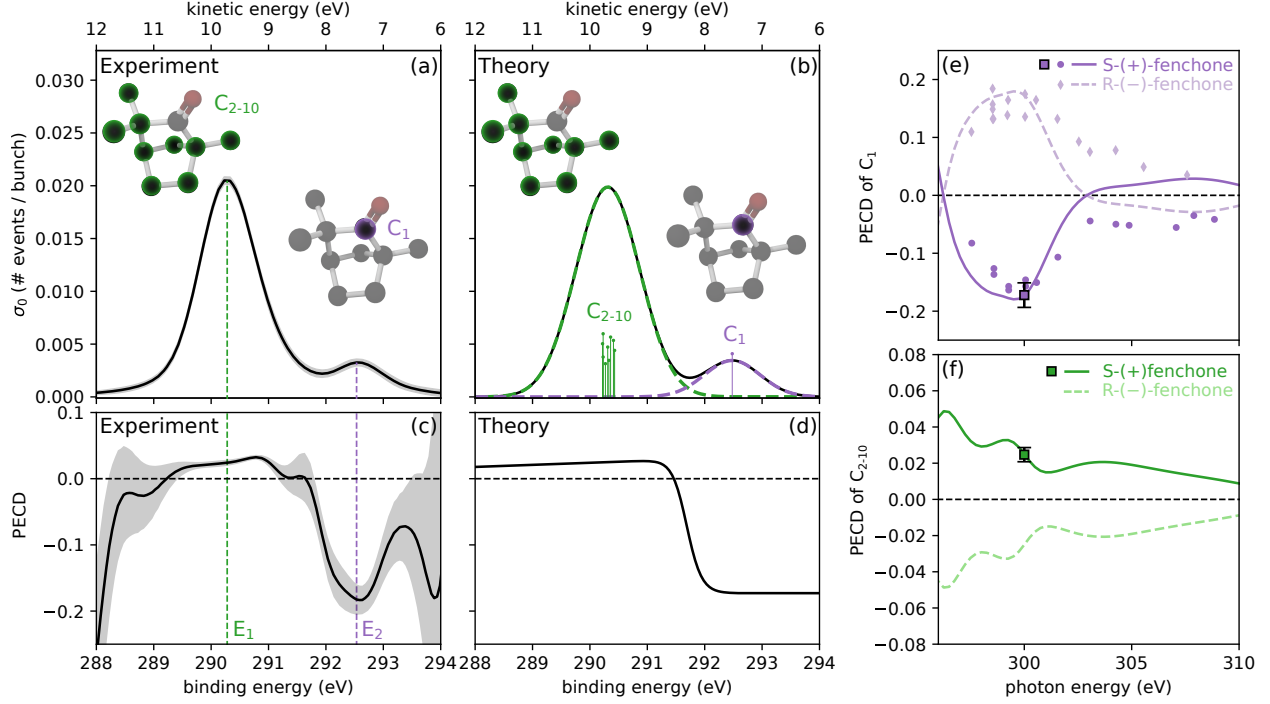 kinetic energy (eV)
12 11 10 9 8 7 6
kinetic energy (eV)
12 11 10 9 8 7 6
Experiment (a)
Theory (b)
σ₀ (# events / bunch)
0.030
0.025
0.020
0.015
0.010
0.005
0.000
C₂₋₁₀
C₁
C₂₋₁₀
C₁
Experiment (c)
PECD
0.1
0.0
−0.1
−0.2
E₁
E₂
288 289 290 291 292 293 294
binding energy (eV)
Theory (d)
288 289 290 291 292 293 294
binding energy (eV)
(e)
S-(+)-fenchone
R-(−)-fenchone
PECD of C₁
0.2
0.1
0.0
−0.1
−0.2
(f)
S-(+)fenchone
R-(−)-fenchone
PECD of C₂₋₁₀
0.08
0.06
0.04
0.02
0.00
−0.02
−0.04
−0.06
−0.08
300 305 310
photon energy (eV)